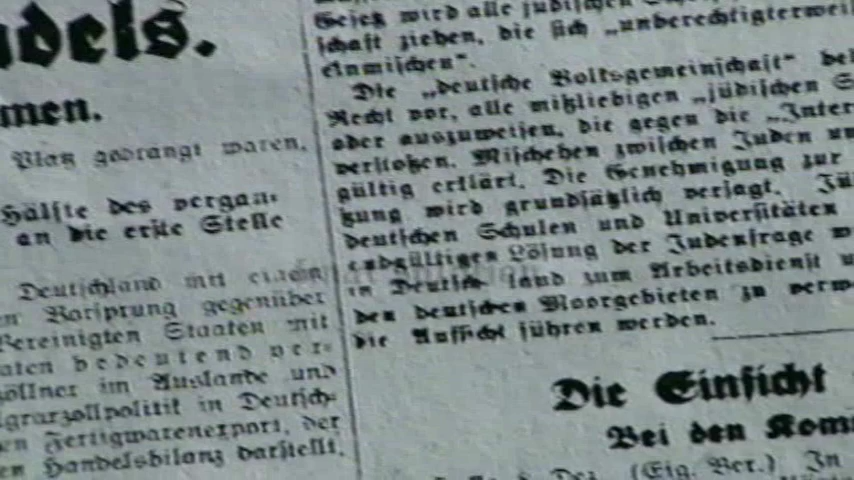 dels.
men.
Platz gedrängt waren,
Hälfte des vergan-
an die erste Stelle
Deutschland mit einem
Vorsprung gegenüber
Vereinigten Staaten mit
bedeutend ver-
im Auslande und
grarzollpolitik in Deutsch-
Fertigwarenexport, der
Handelsbilanz darstellt.
Gesetz wird alle jüdischen
schaft ziehen, die sich „unberechtigterwei
einmischen“.
Die „deutsche Volksgemeinschaft“
Recht vor, alle mißliebigen „jüdischen
oder auszuweisen, die gegen die „Inter
verstoßen. Mischehen zwischen Juden
gültig erklärt. Die Genehmigung zur
zung wird grundsätzlich versagt.
deutschen Schulen und Universitäten
endgültigen Lösung der Judenfrage
in Deutsch- land zum Arbeitsdienst
den deutschen Moorgebieten zu verw
die Aufsicht führen werden.
Die Einsicht
Bei den Kom
Dez. (Eig. Ber.) In